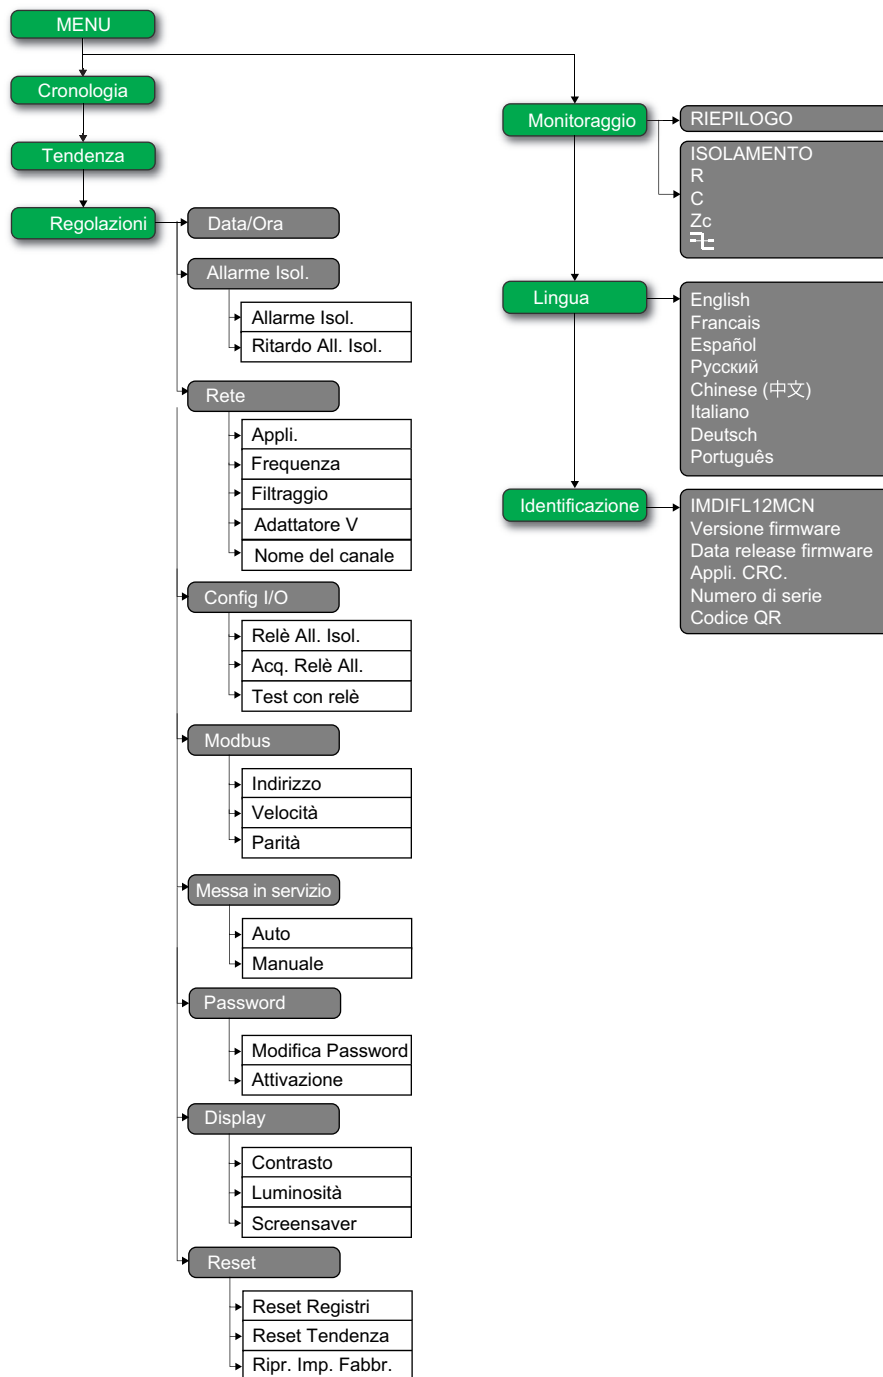 MENU
Cronologia
Tendenza
Regolazioni
Data/Ora
Allarme Isol.
Allarme Isol.
Ritardo All. Isol.
Rete
Appli.
Frequenza
Filtraggio
Adattatore V
Nome del canale
Config I/O
Relè All. Isol.
Acq. Relè All.
Test con relè
Modbus
Indirizzo
Velocità
Parità
Messa in servizio
Auto
Manuale
Password
Modifica Password
Attivazione
Display
Contrasto
Luminosità
Screensaver
Reset
Reset Registri
Reset Tendenza
Ripr. Imp. Fabbr.
Monitoraggio
RIEPILOGO
ISOLAMENTO
R
C
Zc
Lingua
English
Francais
Español
Русский
Chinese (中文)
Italiano
Deutsch
Português
Identificazione
IMDIFL12MCN
Versione firmware
Data release firmware
Appli. CRC.
Numero di serie
Codice QR